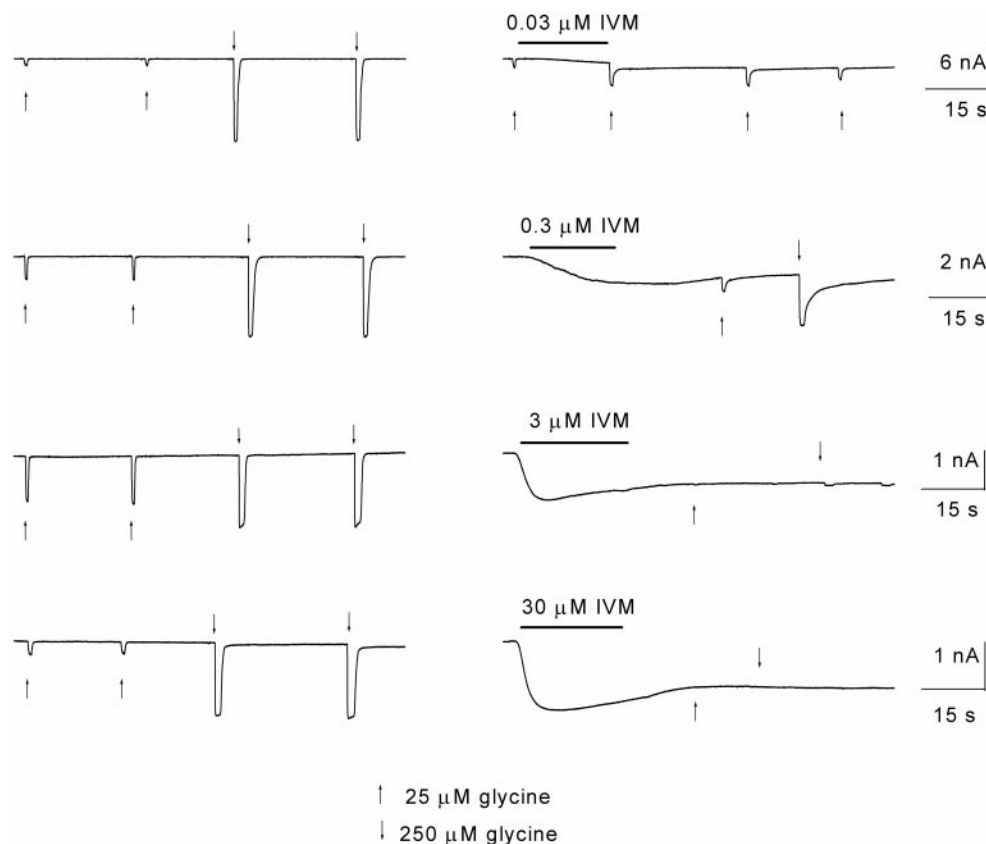 0.03 μM IVM
6 nA
15 s
0.3 μM IVM
2 nA
15 s
3 μM IVM
1 nA
15 s
30 μM IVM
1 nA
15 s
↑ 25 μM glycine
↓ 250 μM glycine